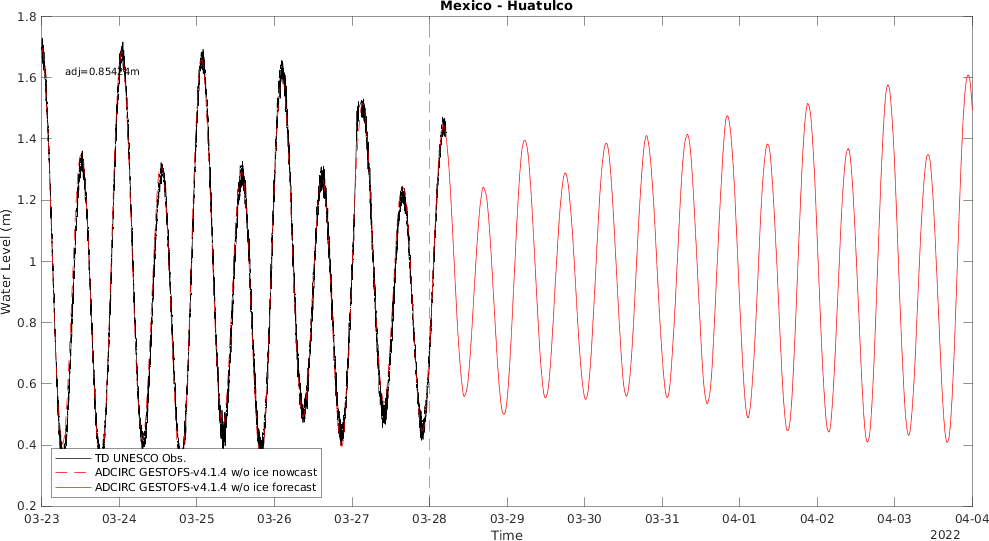 Mexico - Huatulco
1.8
1.6
1.4
1.2
1
0.8
0.6
0.4
0.2
Water Level (m)
adj=0.85424m
TD UNESCO Obs.
ADCIRC GESTOFS-v4.1.4 w/o ice nowcast
ADCIRC GESTOFS-v4.1.4 w/o ice forecast
03-23 03-24 03-25 03-26 03-27 03-28 03-29 03-30 03-31 04-01 04-02 04-03 04-04
Time
2022